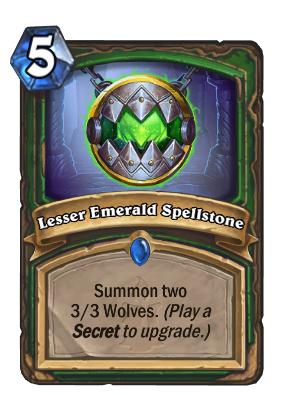 5
Lesser Emerald Spellstone
Summon two
3/3 Wolves. (Play a
Secret to upgrade.)